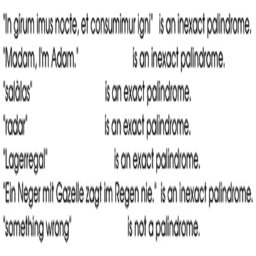 "In girum imus nocte, et consumimur igni" is an inexact palindrome.
"Madam, I'm Adam." is an inexact palindrome.
"salàlas" is an exact palindrome.
"radar" is an exact palindrome.
"Lagerregal" is an exact palindrome.
"Ein Neger mit Gazelle zagt im Regen nie." is an inexact palindrome.
"something wrong" is not a palindrome.